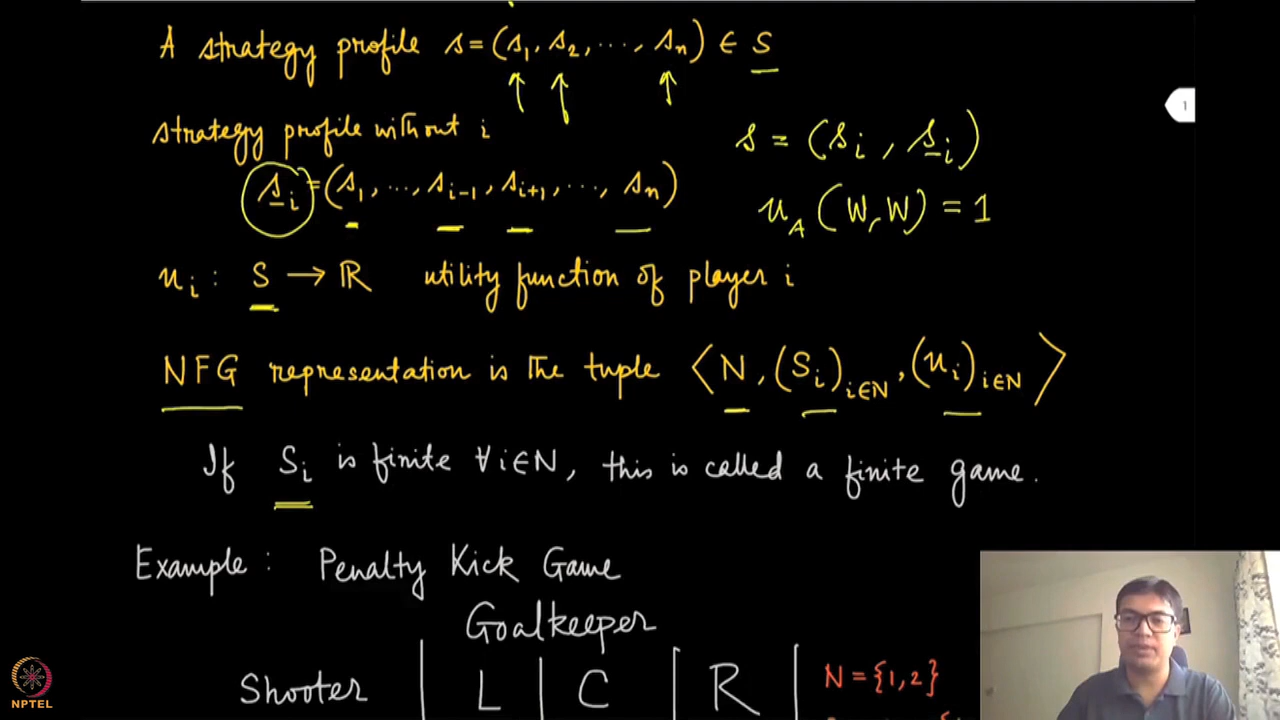 A strategy profile s = (s₁, s₂, ..., sₙ) ∈ S
1
strategy profile without i
s = (sᵢ, s̲ᵢ)
s̲ᵢ = (s₁, ..., sᵢ₋₁, sᵢ₊₁, ..., sₙ)
u_A (W, W) = 1
uᵢ : S → ℝ utility function of player i
NFG representation is the tuple ⟨N, (Sᵢ)_{i∈N}, (uᵢ)_{i∈N}⟩
If Sᵢ is finite ∀i∈N, this is called a finite game.
Example : Penalty Kick Game
Goalkeeper
Shooter | L | C | R | N = {1,2}
NPTEL